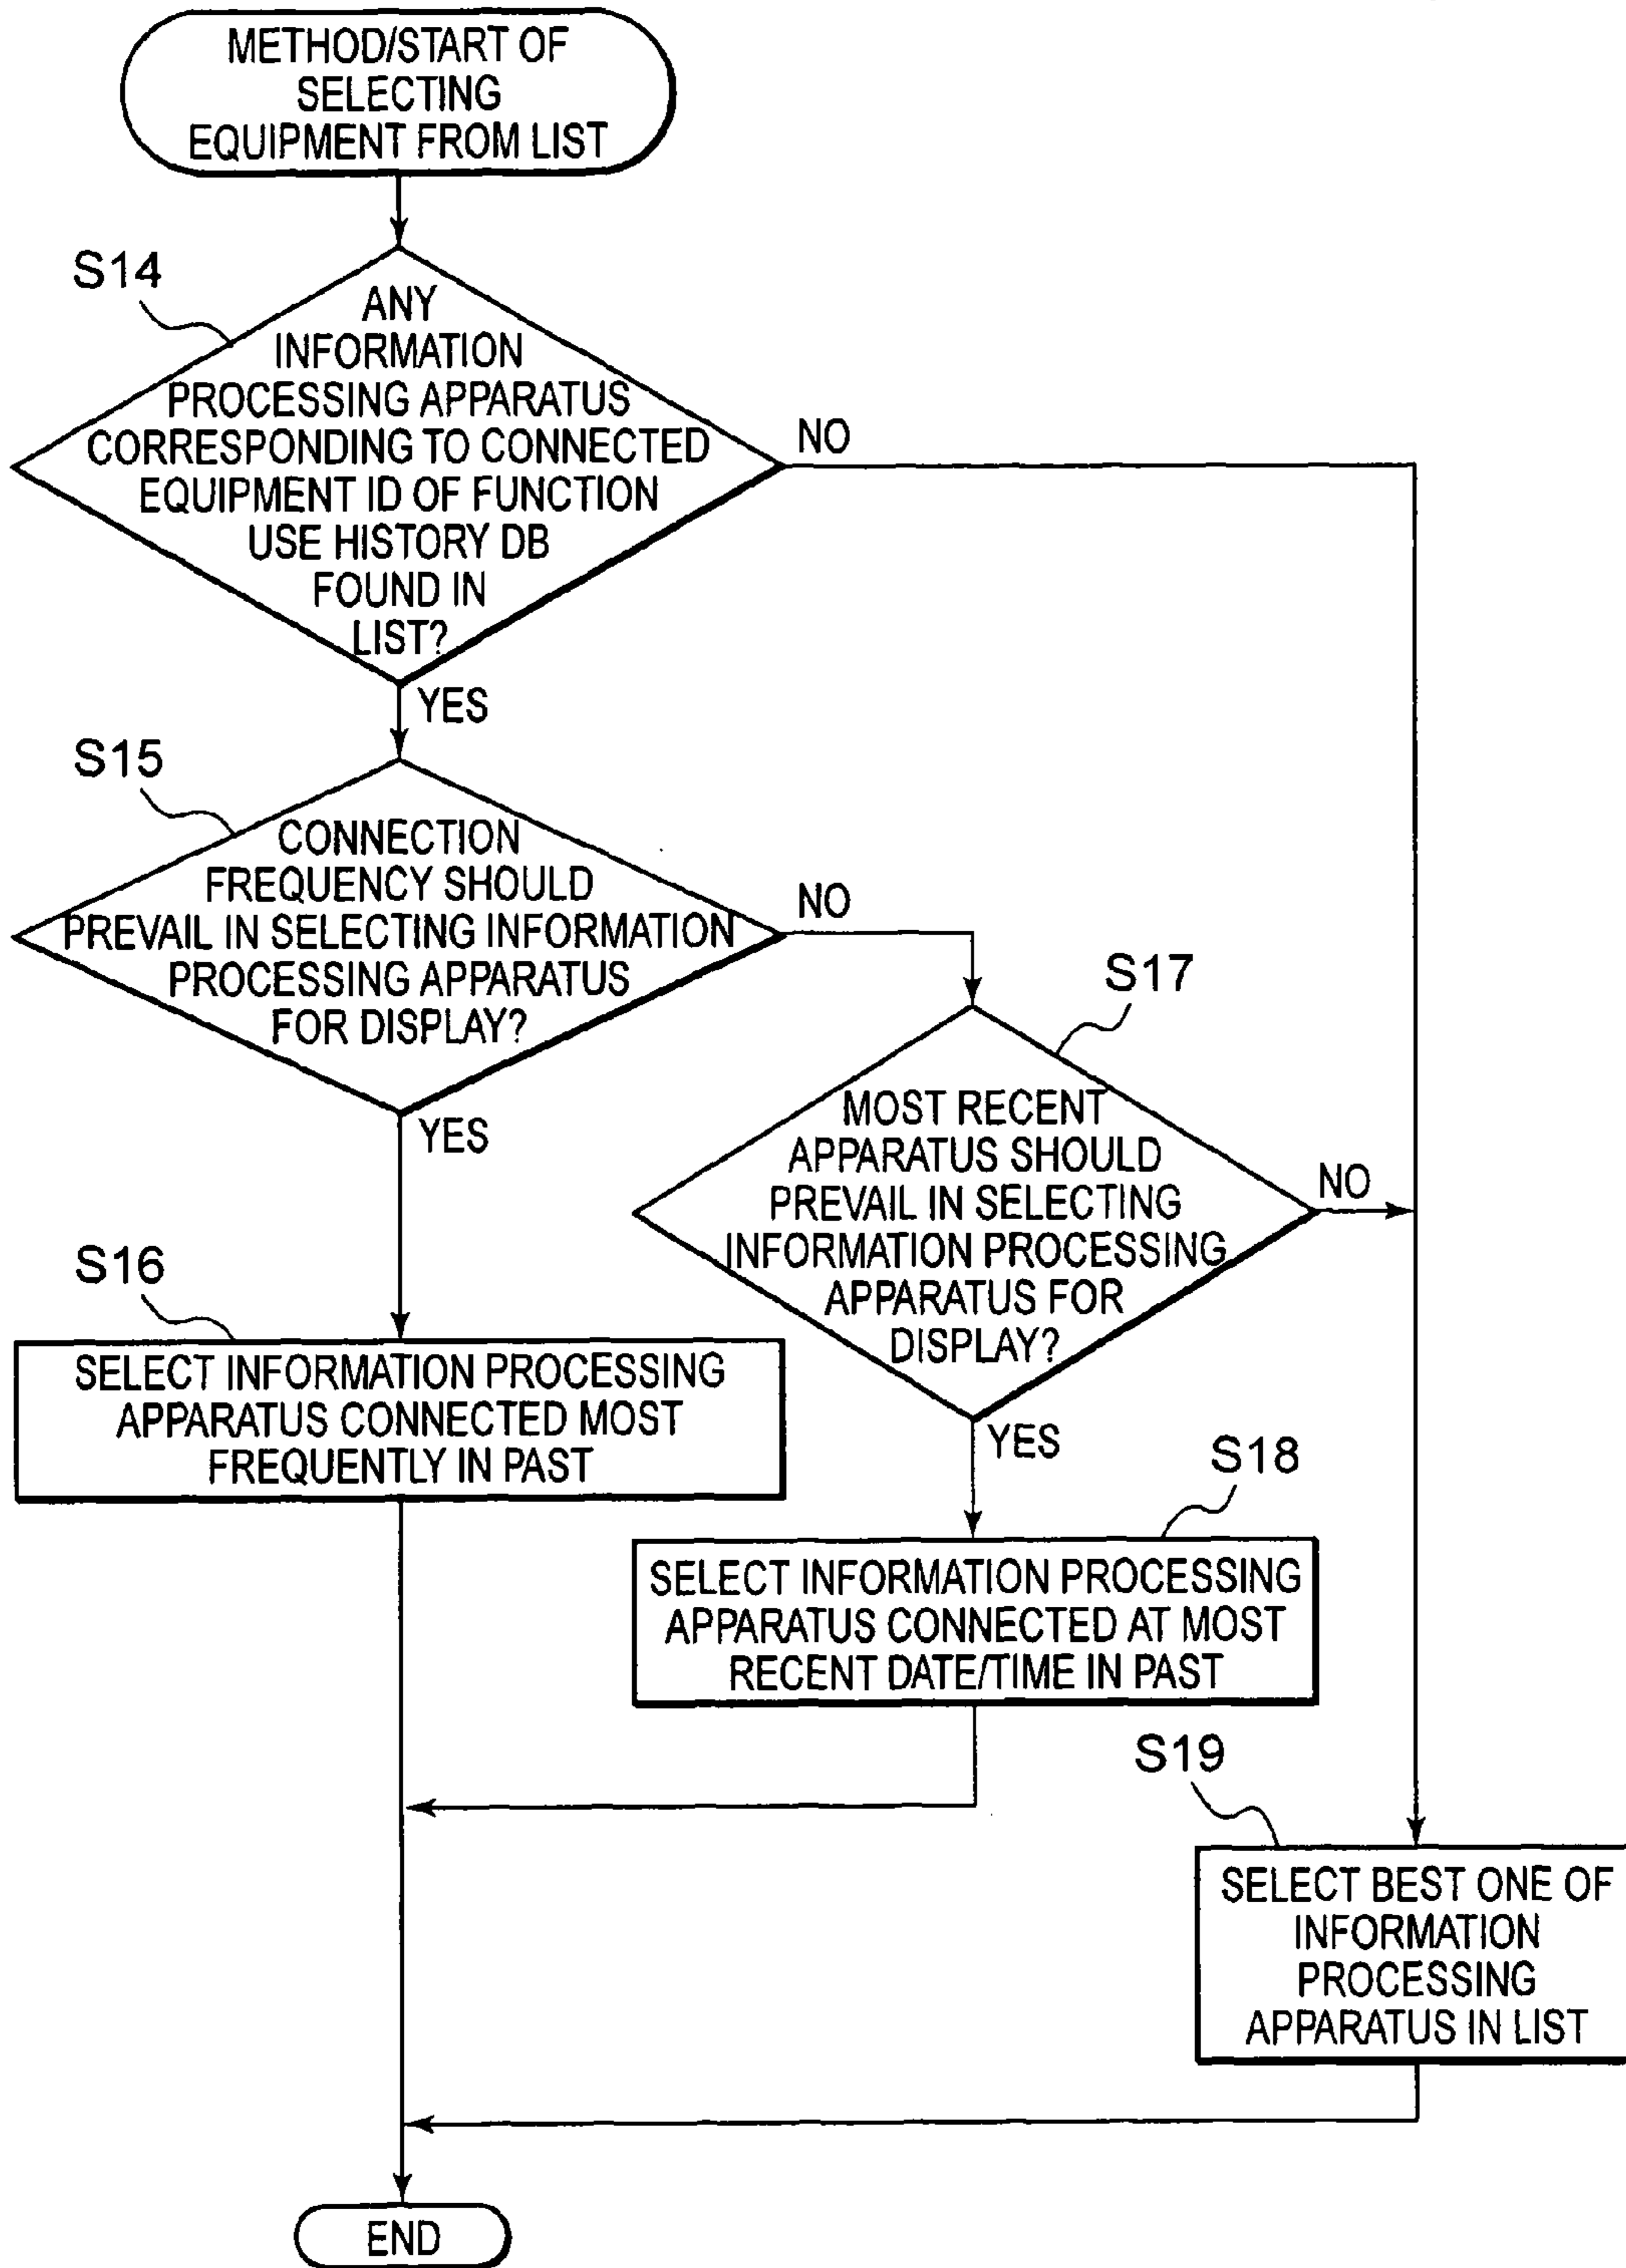 METHOD/START OF
SELECTING
EQUIPMENT FROM LIST
S14
ANY
INFORMATION
PROCESSING APPARATUS
CORRESPONDING TO CONNECTED
EQUIPMENT ID OF FUNCTION
USE HISTORY DB
FOUND IN
LIST?
NO
YES
S15
CONNECTION
FREQUENCY SHOULD
PREVAIL IN SELECTING INFORMATION
PROCESSING APPARATUS
FOR DISPLAY?
NO
YES
S17
MOST RECENT
APPARATUS SHOULD
PREVAIL IN SELECTING
INFORMATION PROCESSING
APPARATUS FOR
DISPLAY?
NO
YES
S16
SELECT INFORMATION PROCESSING
APPARATUS CONNECTED MOST
FREQUENTLY IN PAST
S18
SELECT INFORMATION PROCESSING
APPARATUS CONNECTED AT MOST
RECENT DATE/TIME IN PAST
S19
SELECT BEST ONE OF
INFORMATION
PROCESSING
APPARATUS IN LIST
END